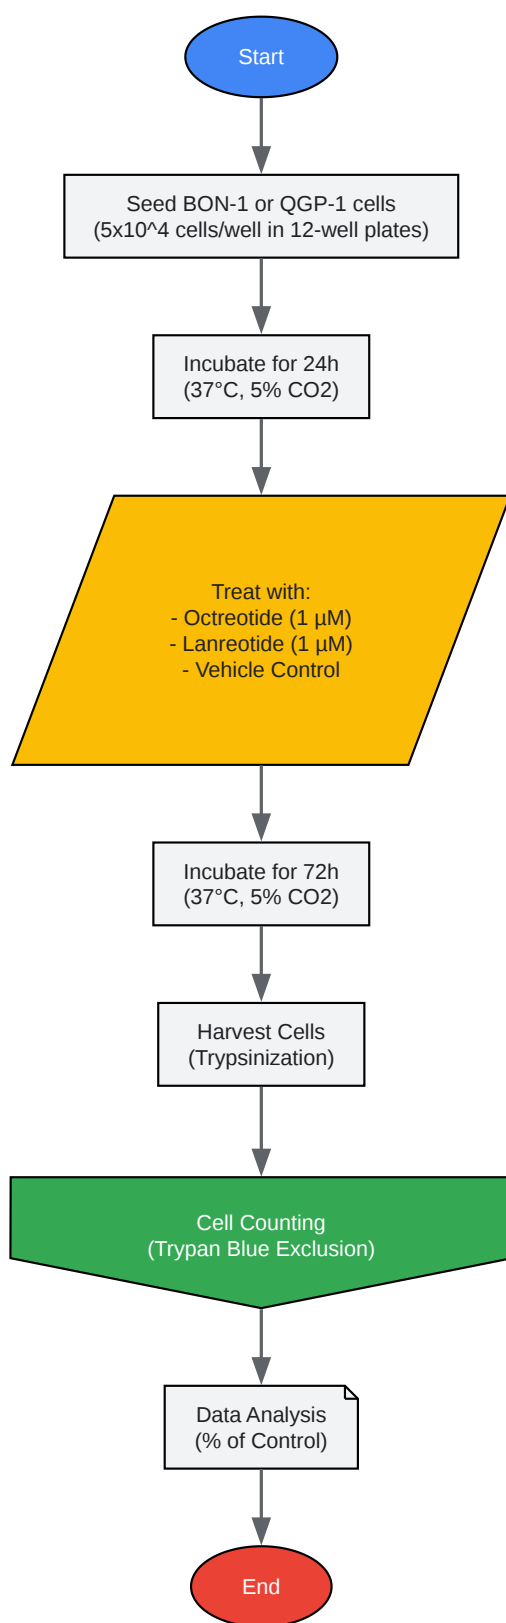 Start
Seed BON-1 or QGP-1 cells
(5x10^4 cells/well in 12-well plates)
Incubate for 24h
(37°C, 5% CO2)
Treat with:
- Octreotide (1 µM)
- Lanreotide (1 µM)
- Vehicle Control
Incubate for 72h
(37°C, 5% CO2)
Harvest Cells
(Trypsinization)
Cell Counting
(Trypan Blue Exclusion)
Data Analysis
(% of Control)
End